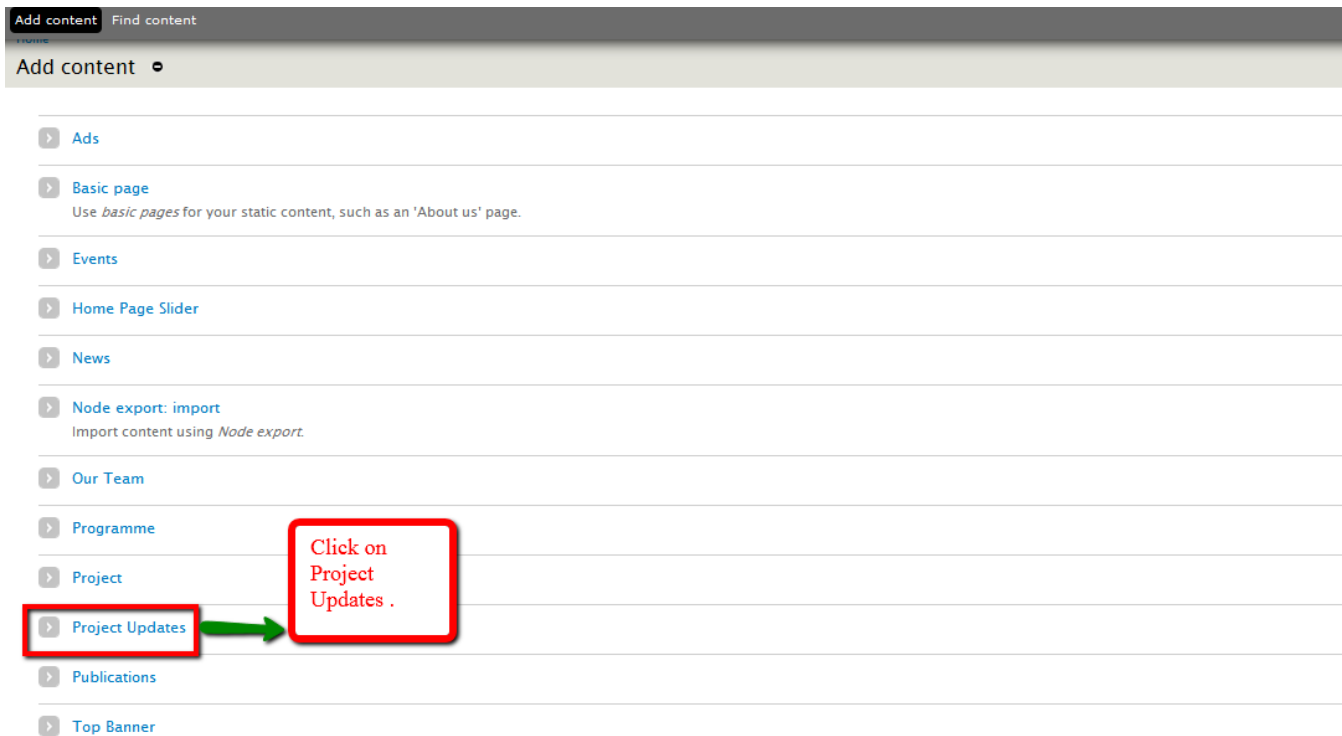 Add content Find content
Home
Add content
Ads
Basic page
Use basic pages for your static content, such as an 'About us' page.
Events
Home Page Slider
News
Node export: import
Import content using Node export.
Our Team
Programme
Project
Project Updates
Click on
Project
Updates .
Publications
Top Banner